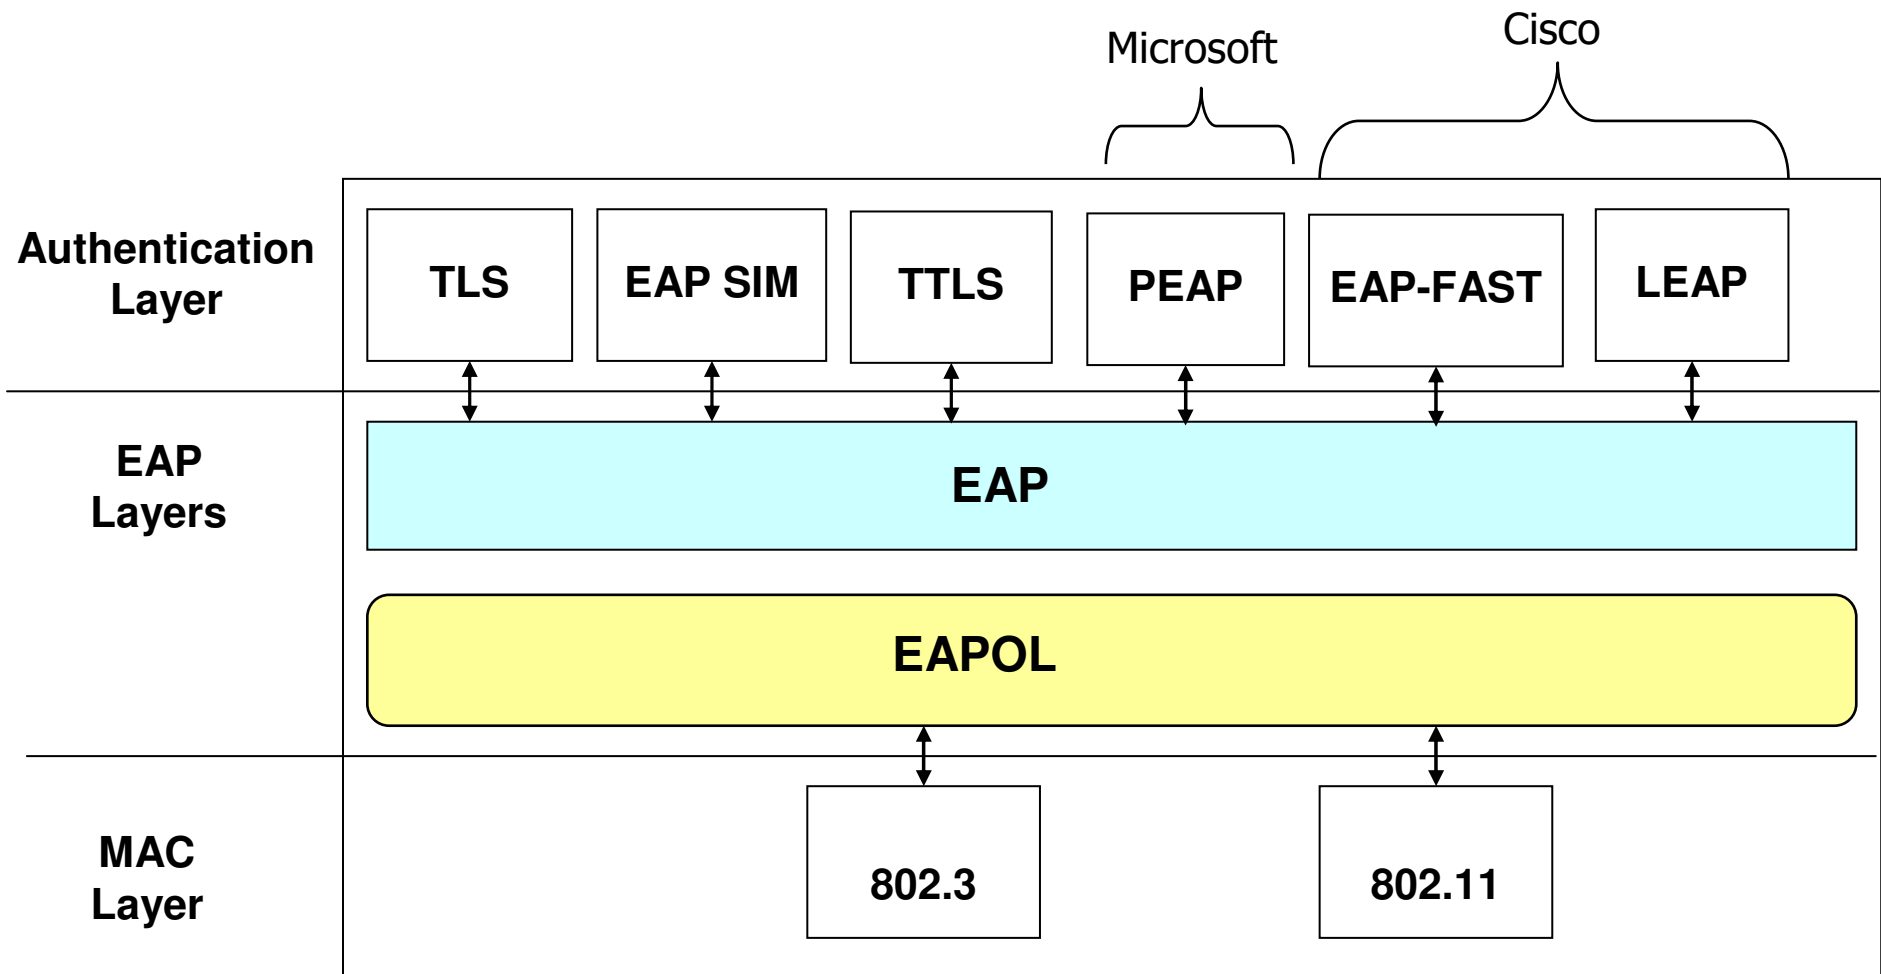 Microsoft
Cisco
Authentication
Layer
TLS
EAP SIM
TTLS
PEAP
EAP-FAST
LEAP
EAP
Layers
EAP
EAPOL
MAC
Layer
802.3
802.11